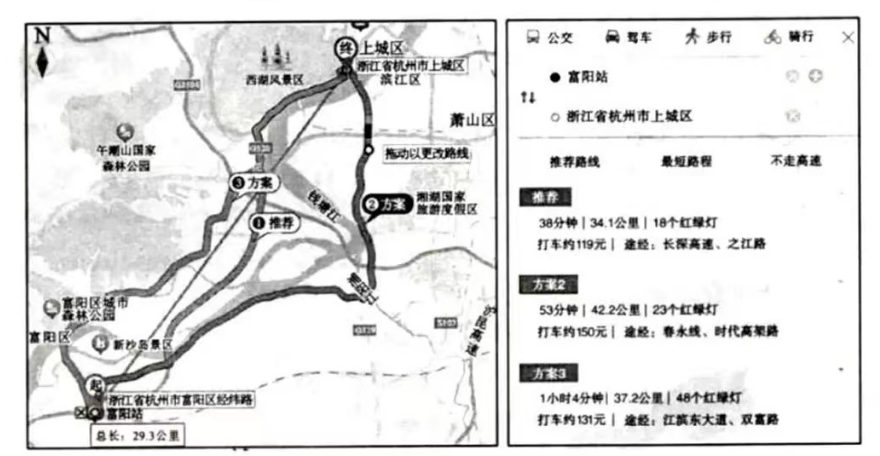 N
终 上城区
浙江省杭州市上城区
滨江区
西湖风景区
萧山区
午潮山国家
森林公园
拖动以更改路线
3 方案
钱塘江
2 方案
湘湖国家
旅游度假区
1 推荐
富阳区城市
森林公园
富阳区
新沙岛景区
沪昆高速
S103
起
浙江省杭州市富阳区经纬路
富阳站
总长：29.3公里
公交 驾车 步行 骑行
富阳站
浙江省杭州市上城区
推荐路线 最短路程 不走高速
推荐
38分钟 | 34.1公里 | 18个红绿灯
打车约119元 | 途经：长深高速、之江路
方案2
53分钟 | 42.2公里 | 23个红绿灯
打车约150元 | 途经：春永线、时代高架路
方案3
1小时4分钟 | 37.2公里 | 48个红绿灯
打车约131元 | 途经：江滨东大道、双富路